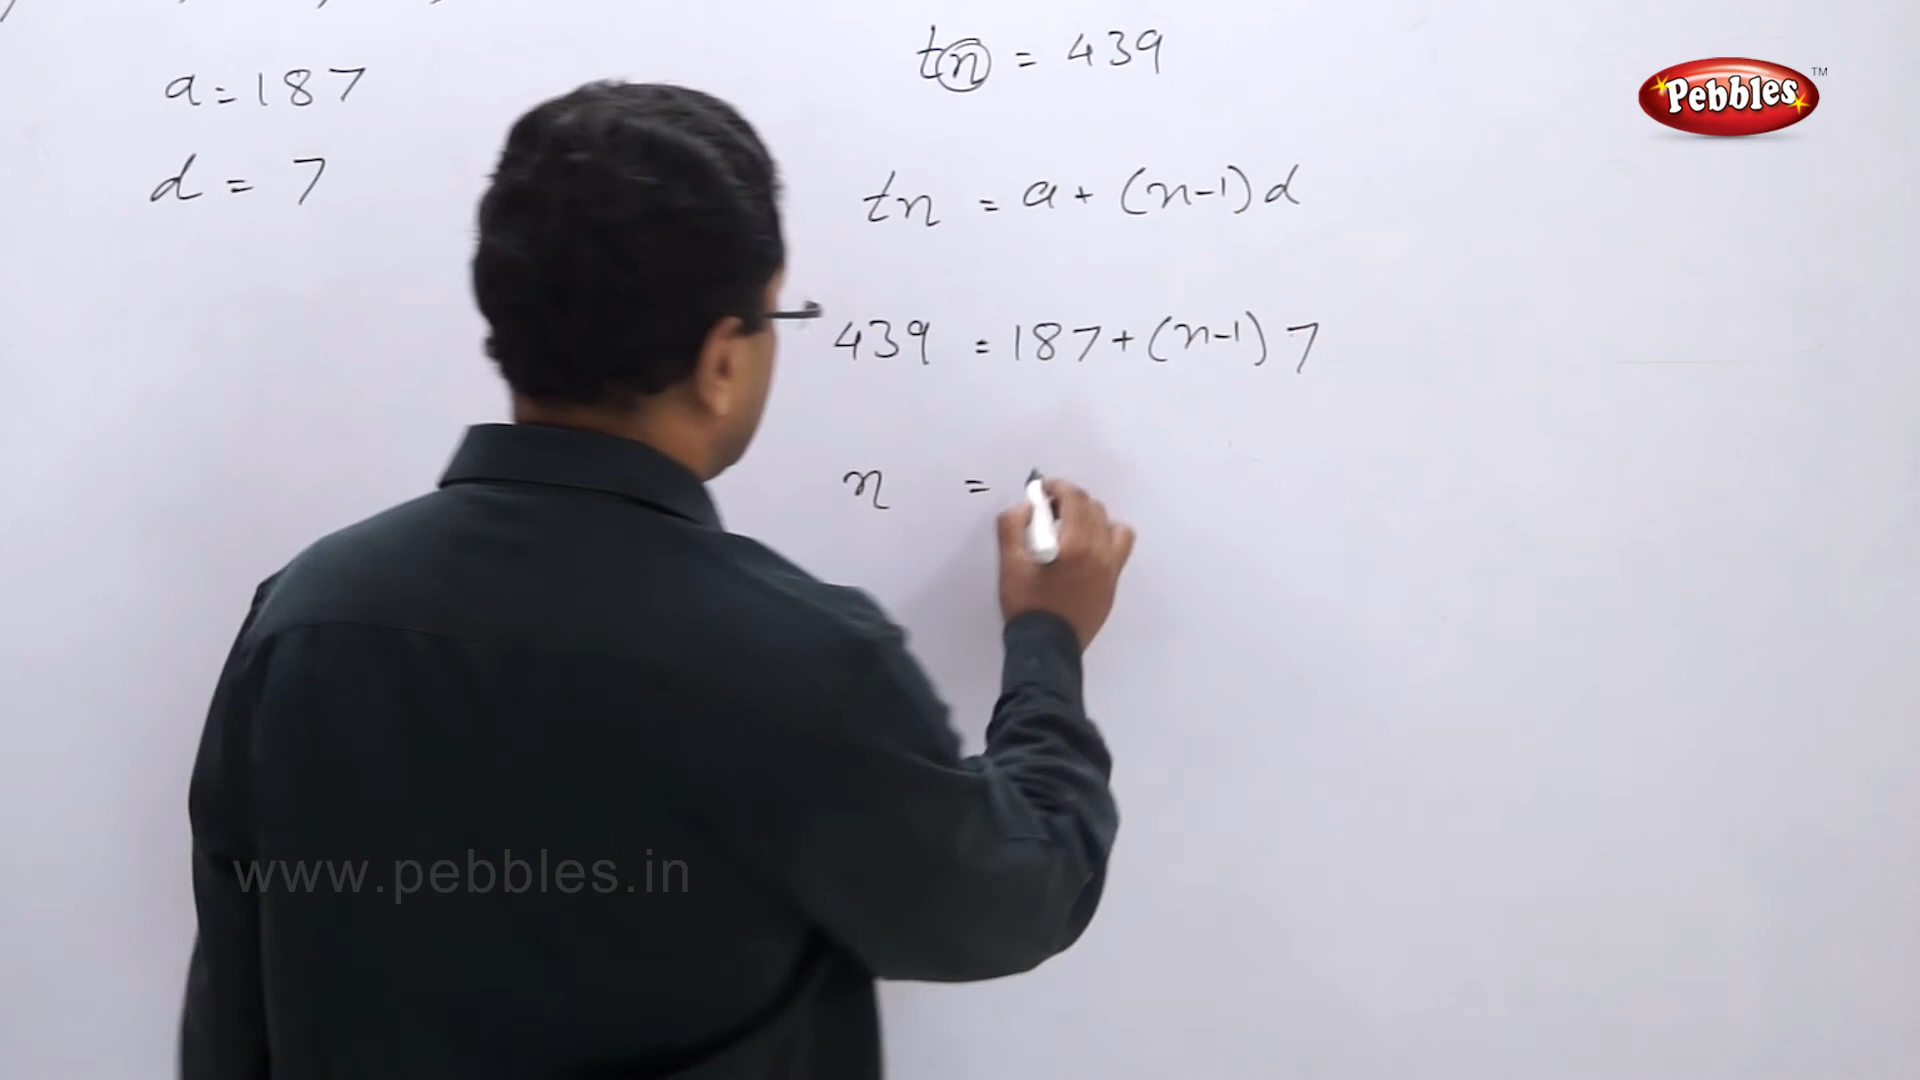 a = 187
d = 7
tn = 439
tn = a + (n-1) d
439 = 187 + (n-1) 7
n =
Pebbles TM
www.pebbles.in